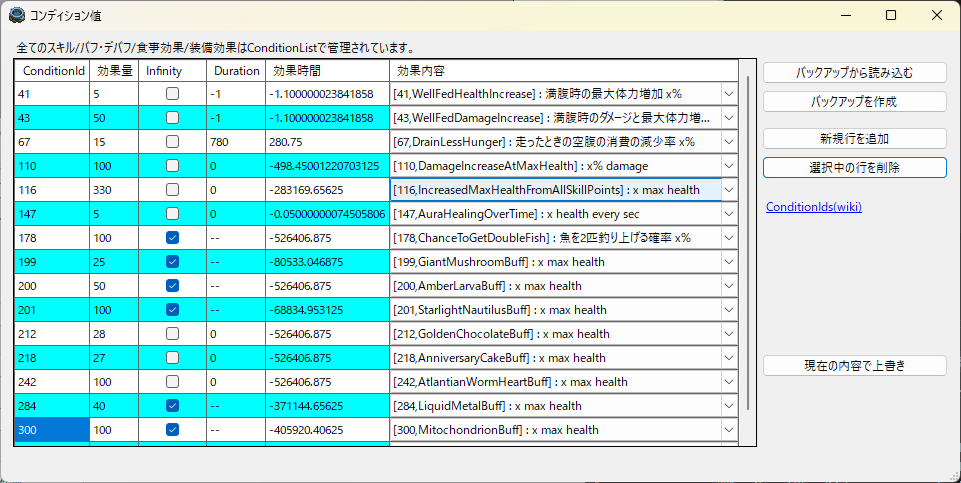 コンディション値
全てのスキル/バフ・デバフ/食事効果/装備効果はConditionListで管理されています。
ConditionId 効果量 Infinity Duration 効果時間 効果内容
41 5 -1 -1.100000023841858 [41,WellFedHealthIncrease] : 満腹時の最大体力増加 x%
43 50 -1 -1.100000023841858 [43,WellFedDamageIncrease] : 満腹時のダメージと最大体力増...
67 15 780 280.75 [67,DrainLessHunger] : 走ったときの空腹の消費の減少率 x%
110 100 0 -498.45001220703125 [110,DamageIncreaseAtMaxHealth] : x% damage
116 330 0 -283169.65625 [116,IncreasedMaxHealthFromAllSkillPoints] : x max health
147 5 0 -0.05000000074505806 [147,AuraHealingOverTime] : x health every sec
178 100 -- -526406.875 [178,ChanceToGetDoubleFish] : 魚を2匹釣り上げる確率 x%
199 25 -- -80533.046875 [199,GiantMushroomBuff] : x max health
200 50 -- -526406.875 [200,AmberLarvaBuff] : x max health
201 100 -- -68834.953125 [201,StarlightNautilusBuff] : x max health
212 28 0 -526406.875 [212,GoldenChocolateBuff] : x max health
218 27 0 -526406.875 [218,AnniversaryCakeBuff] : x max health
242 100 0 -526406.875 [242,AtlantianWormHeartBuff] : x max health
284 40 -- -371144.65625 [284,LiquidMetalBuff] : x max health
300 100 -- -405920.40625 [300,MitochondrionBuff] : x max health
バックアップから読み込む
バックアップを作成
新規行を追加
選択中の行を削除
ConditionIds(wiki)
現在の内容で上書き